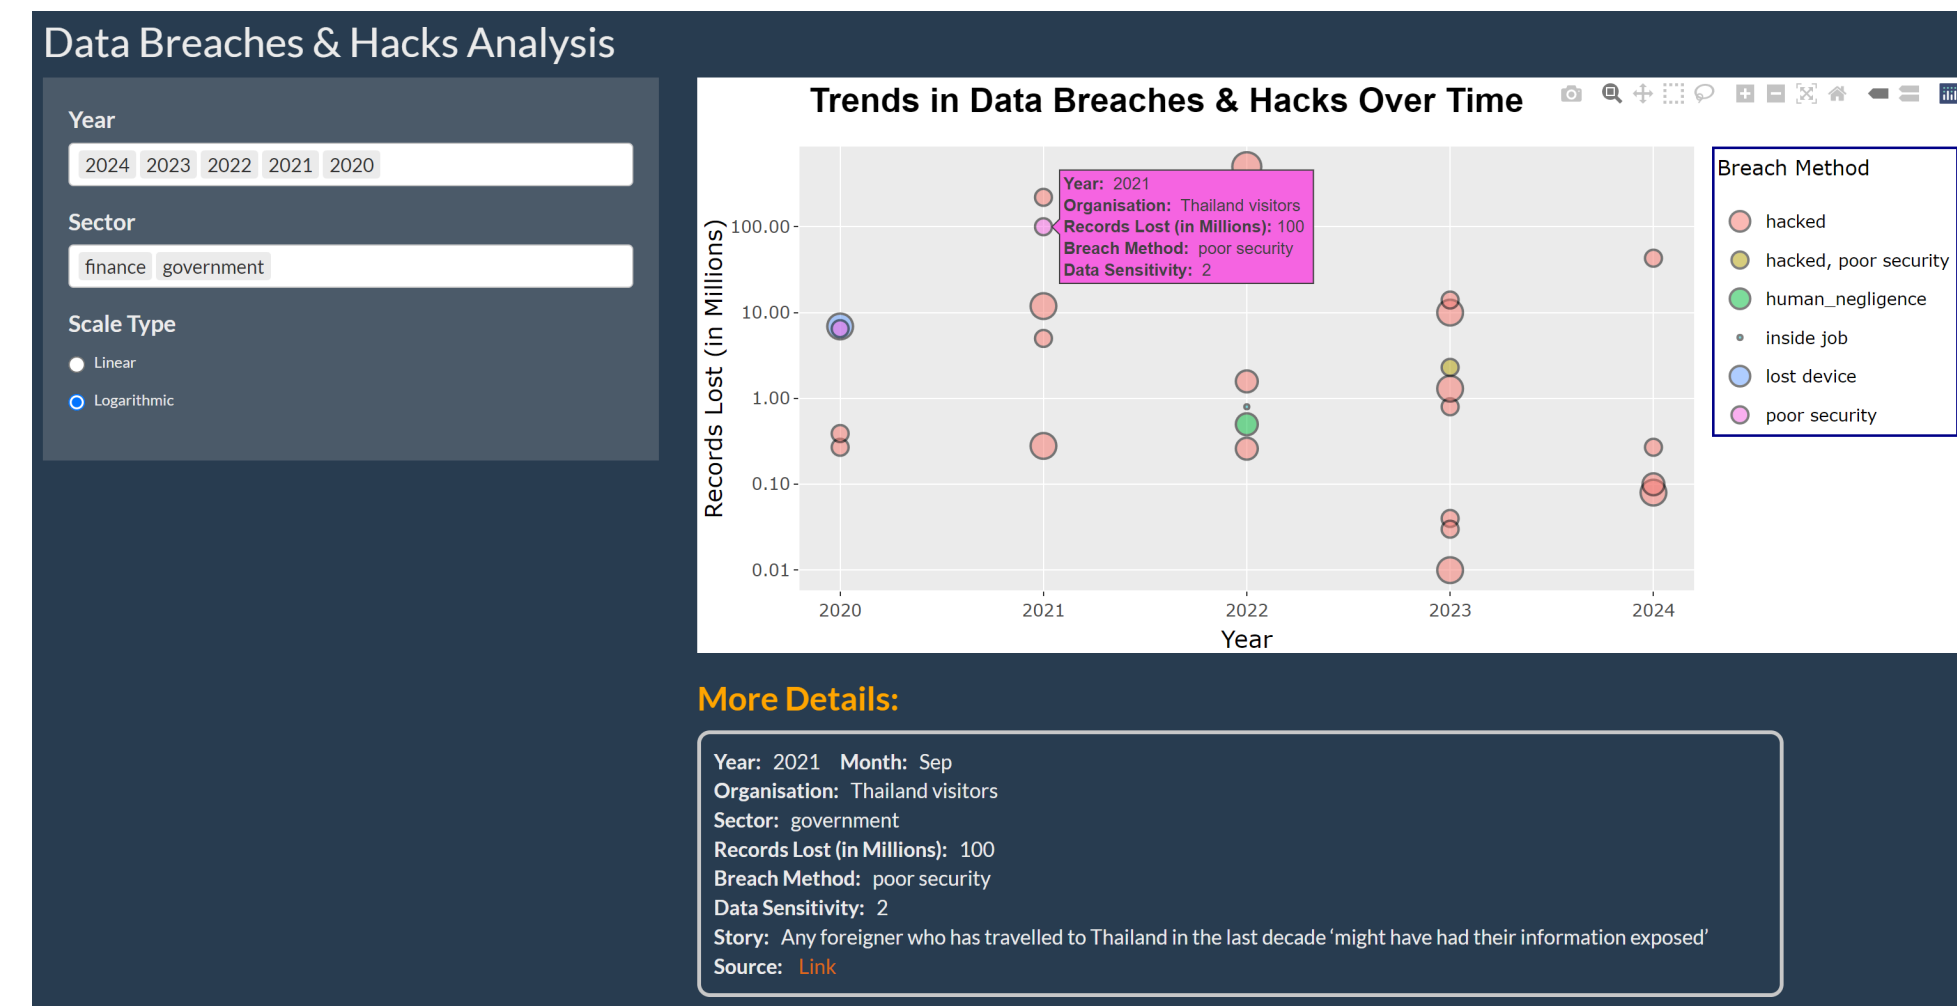 Data Breaches & Hacks Analysis
Year
2024 2023 2022 2021 2020
Sector
finance government
Scale Type
Linear
Logarithmic
Trends in Data Breaches & Hacks Over Time
Records Lost (in Millions)
100.00
10.00
1.00
0.10
0.01
2020 2021 2022 2023 2024
Year
Year: 2021
Organisation: Thailand visitors
Records Lost (in Millions): 100
Breach Method: poor security
Data Sensitivity: 2
Breach Method
hacked
hacked, poor security
human_negligence
inside job
lost device
poor security
More Details:
Year: 2021 Month: Sep
Organisation: Thailand visitors
Sector: government
Records Lost (in Millions): 100
Breach Method: poor security
Data Sensitivity: 2
Story: Any foreigner who has travelled to Thailand in the last decade ‘might have had their information exposed’
Source: Link